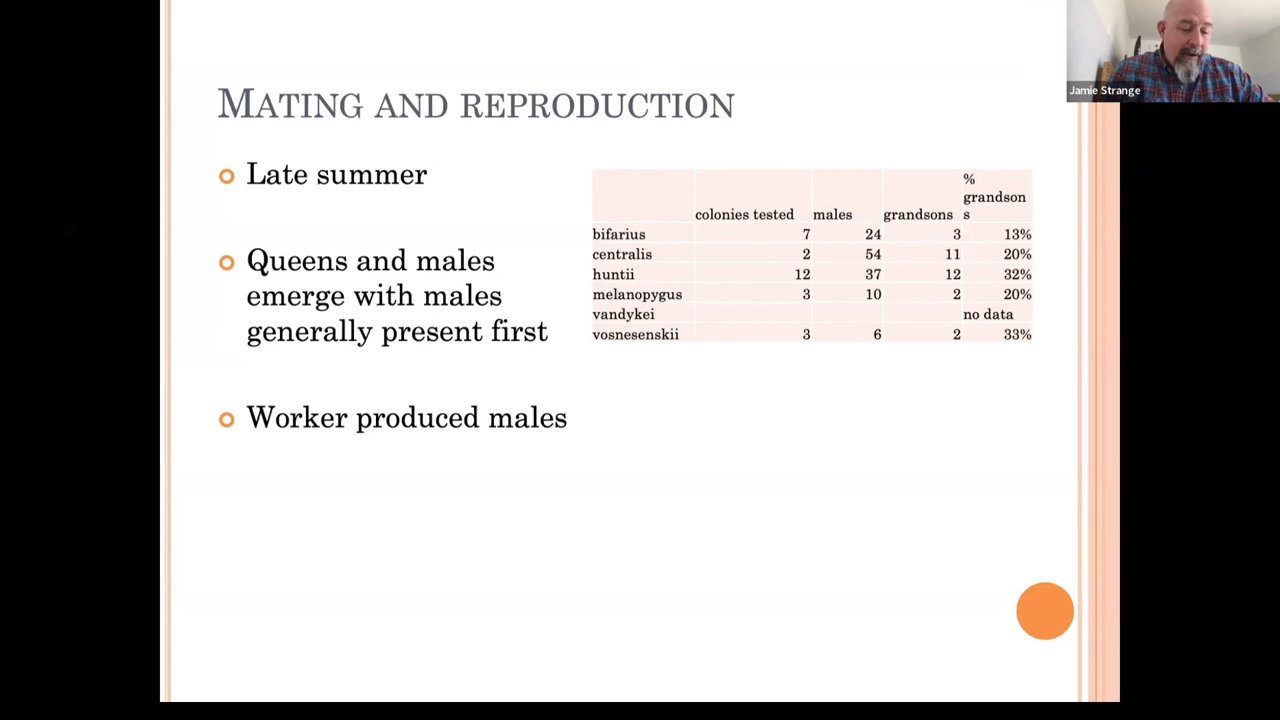 MATING AND REPRODUCTION
Late summer
Queens and males
emerge with males
generally present first
Worker produced males
%
grandson
colonies tested males grandsons s
bifarius 7 24 3 13%
centralis 2 54 11 20%
huntii 12 37 12 32%
melanopygus 3 10 2 20%
vandykei no data
vosnesenskii 3 6 2 33%
Jamie Strange